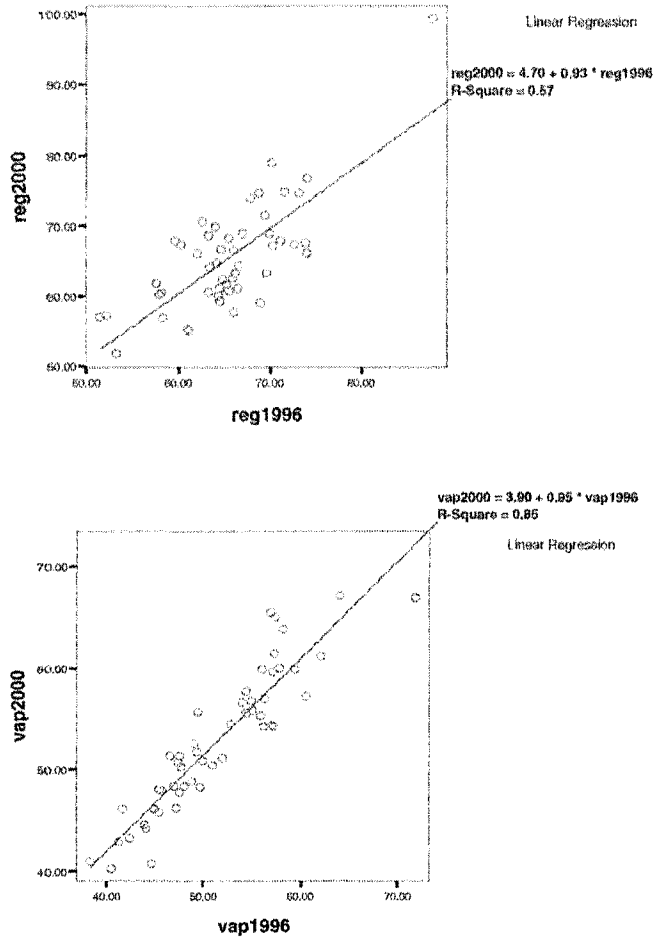 100.00
Linear Regression
reg2000 = 4.70 + 0.93 * reg1996
R-Square = 0.57
90.00
80.00
reg2000
70.00
60.00
50.00
50.00 60.00 70.00 80.00
reg1996
vap2000 = 3.90 + 0.95 * vap1996
R-Square = 0.85
Linear Regression
70.00
60.00
vap2000
50.00
40.00
40.00 50.00 60.00 70.00
vap1996